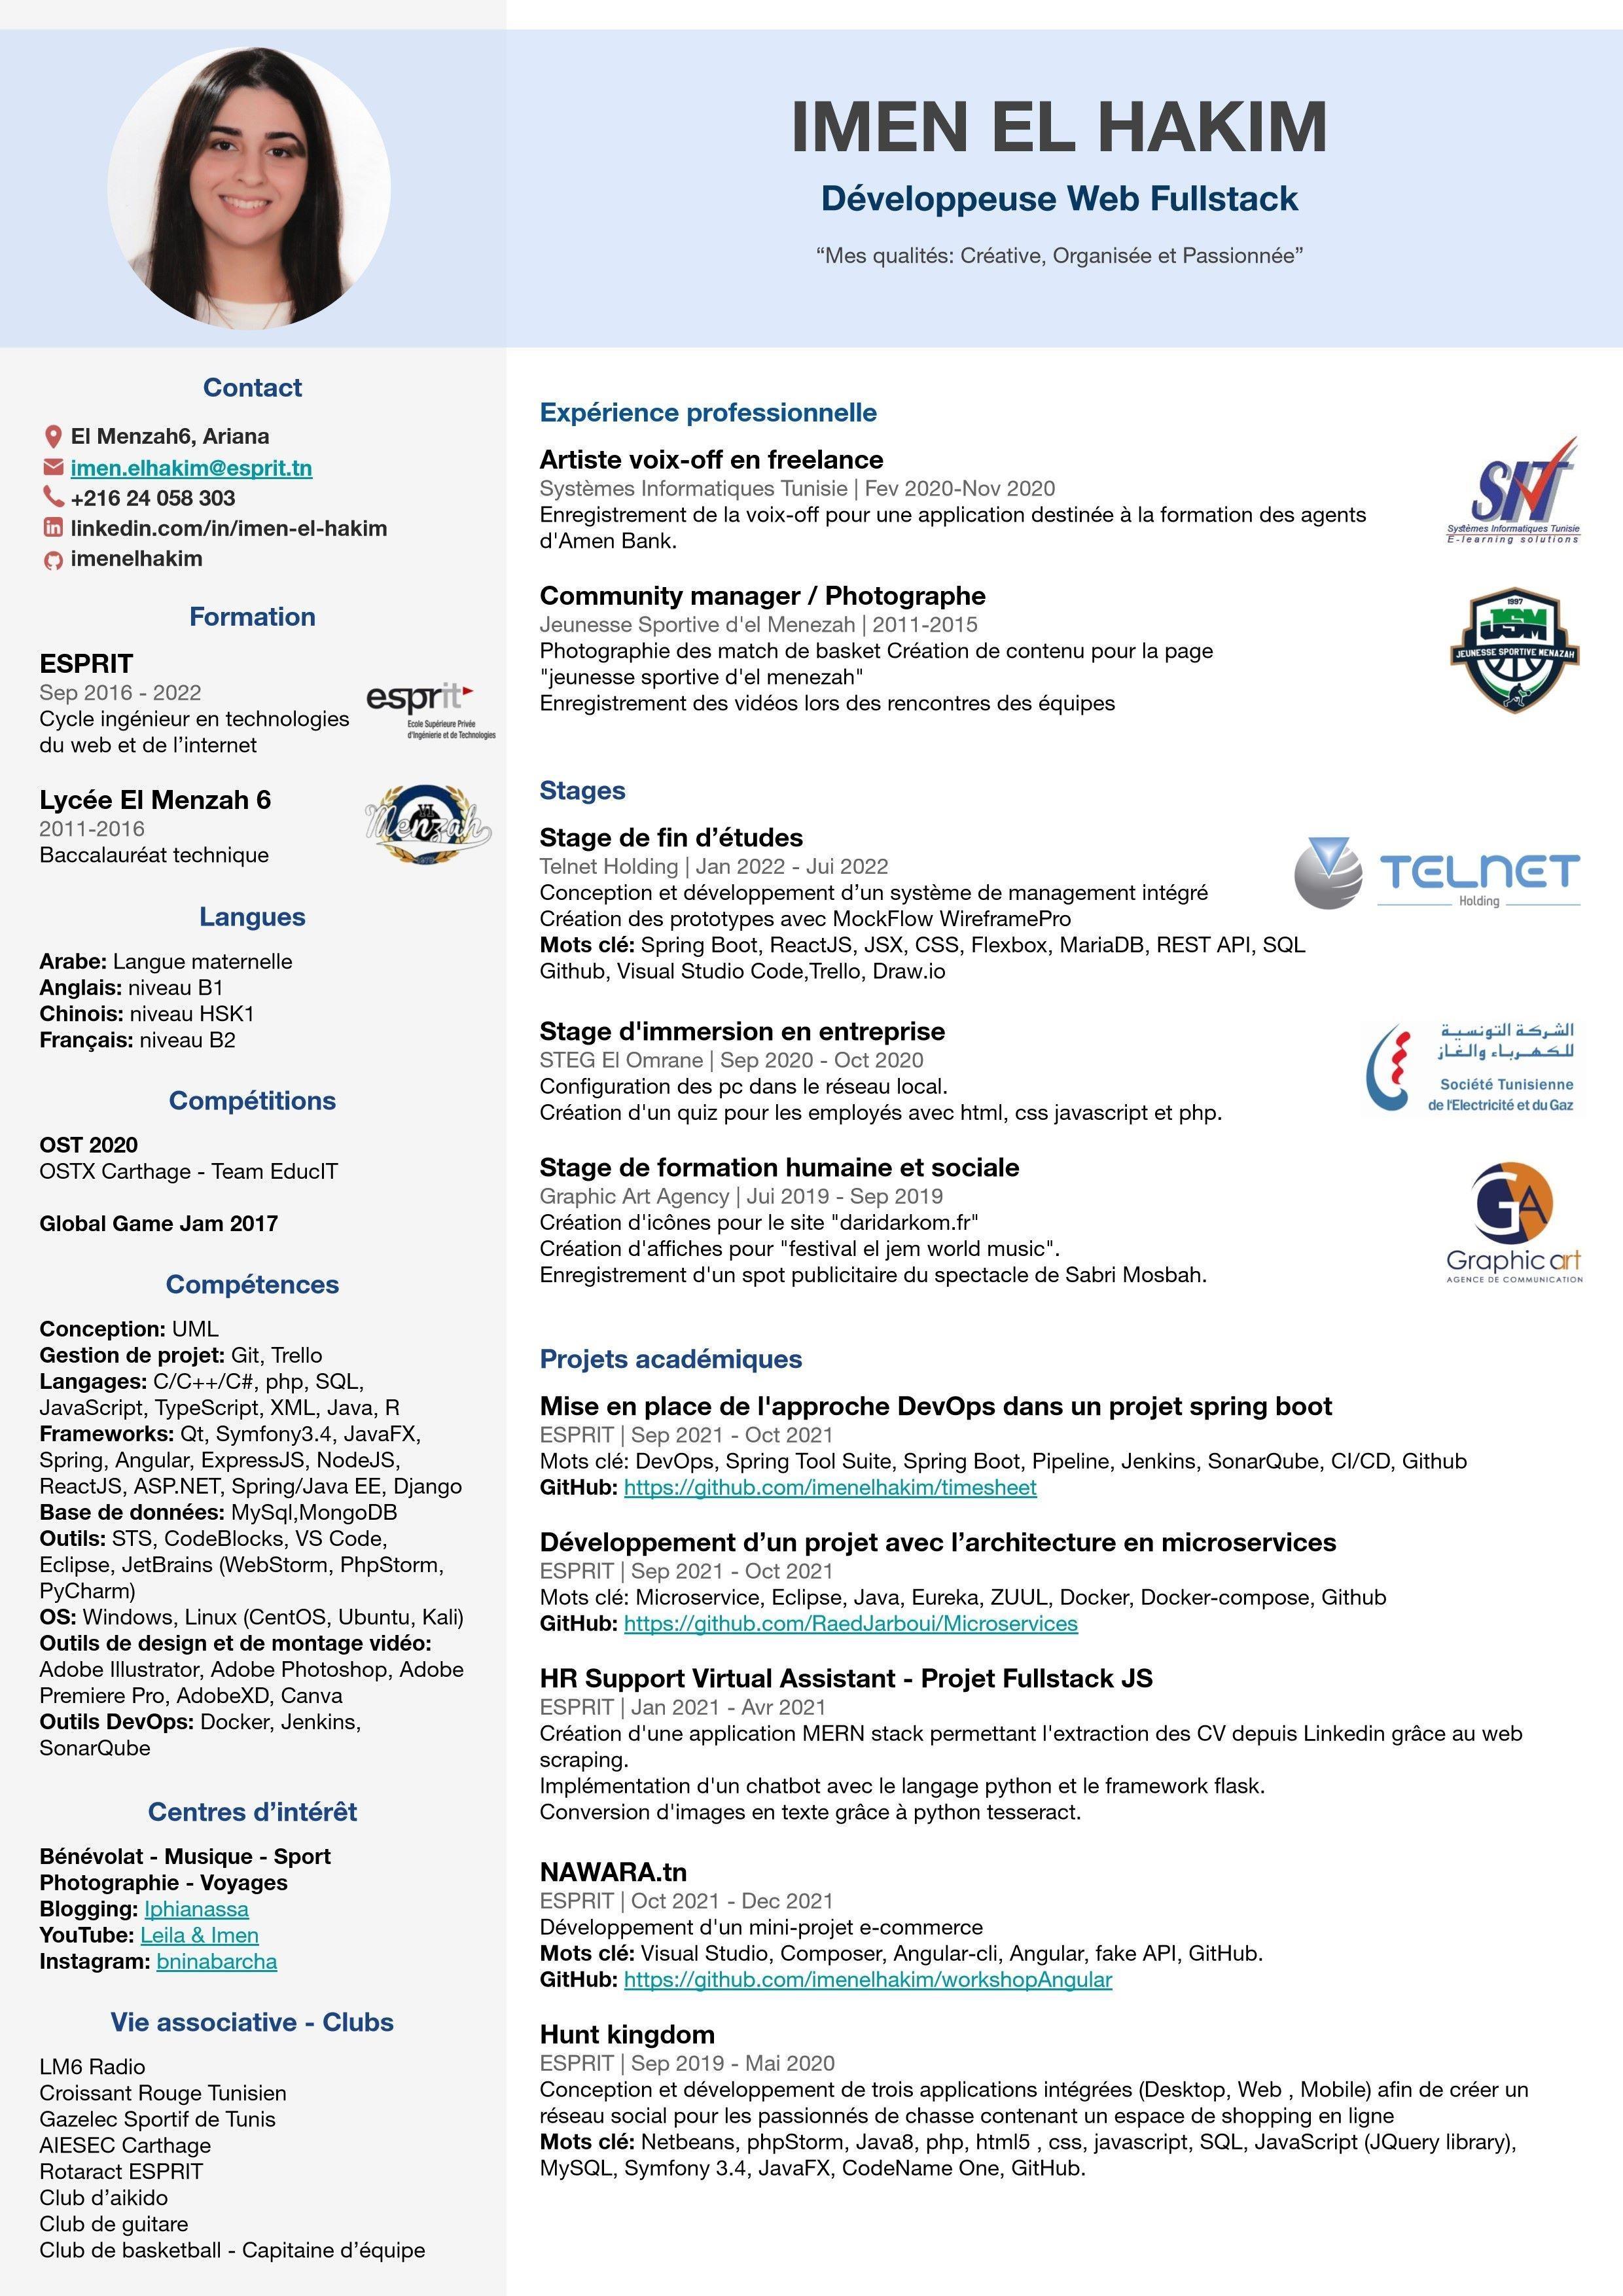 IMEN EL HAKIM
Développeuse Web Fullstack
“Mes qualités: Créative, Organisée et Passionnée”
Contact
El Menzah6, Ariana
imen.elhakim@esprit.tn
+216 24 058 303
in linkedin.com/in/imen-el-hakim
imenelhakim
Formation
ESPRIT
Sep 2016 - 2022
Cycle ingénieur en technologies
du web et de l’internet
esprit
Ecole Supérieure Privée
d'Ingénierie et de Technologies
Lycée El Menzah 6
2011-2016
Baccalauréat technique
Menzah
Langues
Arabe: Langue maternelle
Anglais: niveau B1
Chinois: niveau HSK1
Français: niveau B2
Compétitions
OST 2020
OSTX Carthage - Team EducIT
Global Game Jam 2017
Compétences
Conception: UML
Gestion de projet: Git, Trello
Langages: C/C++/C#, php, SQL,
JavaScript, TypeScript, XML, Java, R
Frameworks: Qt, Symfony3.4, JavaFX,
Spring, Angular, ExpressJS, NodeJS,
ReactJS, ASP.NET, Spring/Java EE, Django
Base de données: MySql,MongoDB
Outils: STS, CodeBlocks, VS Code,
Eclipse, JetBrains (WebStorm, PhpStorm,
PyCharm)
OS: Windows, Linux (CentOS, Ubuntu, Kali)
Outils de design et de montage vidéo:
Adobe Illustrator, Adobe Photoshop, Adobe
Premiere Pro, AdobeXD, Canva
Outils DevOps: Docker, Jenkins,
SonarQube
Centres d’intérêt
Bénévolat - Musique - Sport
Photographie - Voyages
Blogging: Iphianassa
YouTube: Leila & Imen
Instagram: bninabarcha
Vie associative - Clubs
LM6 Radio
Croissant Rouge Tunisien
Gazelec Sportif de Tunis
AIESEC Carthage
Rotaract ESPRIT
Club d’aikido
Club de guitare
Club de basketball - Capitaine d’équipe
Expérience professionnelle
Artiste voix-off en freelance
Systèmes Informatiques Tunisie | Fev 2020-Nov 2020
Enregistrement de la voix-off pour une application destinée à la formation des agents
d'Amen Bank.
SIT
Systèmes Informatiques Tunisie
E-learning solutions
Community manager / Photographe
Jeunesse Sportive d'el Menezah | 2011-2015
Photographie des match de basket Création de contenu pour la page
"jeunesse sportive d'el menezah"
Enregistrement des vidéos lors des rencontres des équipes
1997
JSM
JEUNESSE SPORTIVE MENAZAH
Stages
Stage de fin d’études
Telnet Holding | Jan 2022 - Jui 2022
Conception et développement d’un système de management intégré
Création des prototypes avec MockFlow WireframePro
Mots clé: Spring Boot, ReactJS, JSX, CSS, Flexbox, MariaDB, REST API, SQL
Github, Visual Studio Code,Trello, Draw.io
TELNET
Holding
Stage d'immersion en entreprise
STEG El Omrane | Sep 2020 - Oct 2020
Configuration des pc dans le réseau local.
Création d'un quiz pour les employés avec html, css javascript et php.
الشركة التونسية
للكهرباء والغاز
Société Tunisienne
de l'Electricité et du Gaz
Stage de formation humaine et sociale
Graphic Art Agency | Jui 2019 - Sep 2019
Création d'icônes pour le site "daridarkom.fr"
Création d'affiches pour "festival el jem world music".
Enregistrement d'un spot publicitaire du spectacle de Sabri Mosbah.
GA
Graphic art
AGENCE DE COMMUNICATION
Projets académiques
Mise en place de l'approche DevOps dans un projet spring boot
ESPRIT | Sep 2021 - Oct 2021
Mots clé: DevOps, Spring Tool Suite, Spring Boot, Pipeline, Jenkins, SonarQube, CI/CD, Github
GitHub: https://github.com/imenelhakim/timesheet
Développement d’un projet avec l’architecture en microservices
ESPRIT | Sep 2021 - Oct 2021
Mots clé: Microservice, Eclipse, Java, Eureka, ZUUL, Docker, Docker-compose, Github
GitHub: https://github.com/RaedJarboui/Microservices
HR Support Virtual Assistant - Projet Fullstack JS
ESPRIT | Jan 2021 - Avr 2021
Création d'une application MERN stack permettant l'extraction des CV depuis Linkedin grâce au web
scraping.
Implémentation d'un chatbot avec le langage python et le framework flask.
Conversion d'images en texte grâce à python tesseract.
NAWARA.tn
ESPRIT | Oct 2021 - Dec 2021
Développement d'un mini-projet e-commerce
Mots clé: Visual Studio, Composer, Angular-cli, Angular, fake API, GitHub.
GitHub: https://github.com/imenelhakim/workshopAngular
Hunt kingdom
ESPRIT | Sep 2019 - Mai 2020
Conception et développement de trois applications intégrées (Desktop, Web , Mobile) afin de créer un
réseau social pour les passionnés de chasse contenant un espace de shopping en ligne
Mots clé: Netbeans, phpStorm, Java8, php, html5 , css, javascript, SQL, JavaScript (JQuery library),
MySQL, Symfony 3.4, JavaFX, CodeName One, GitHub.